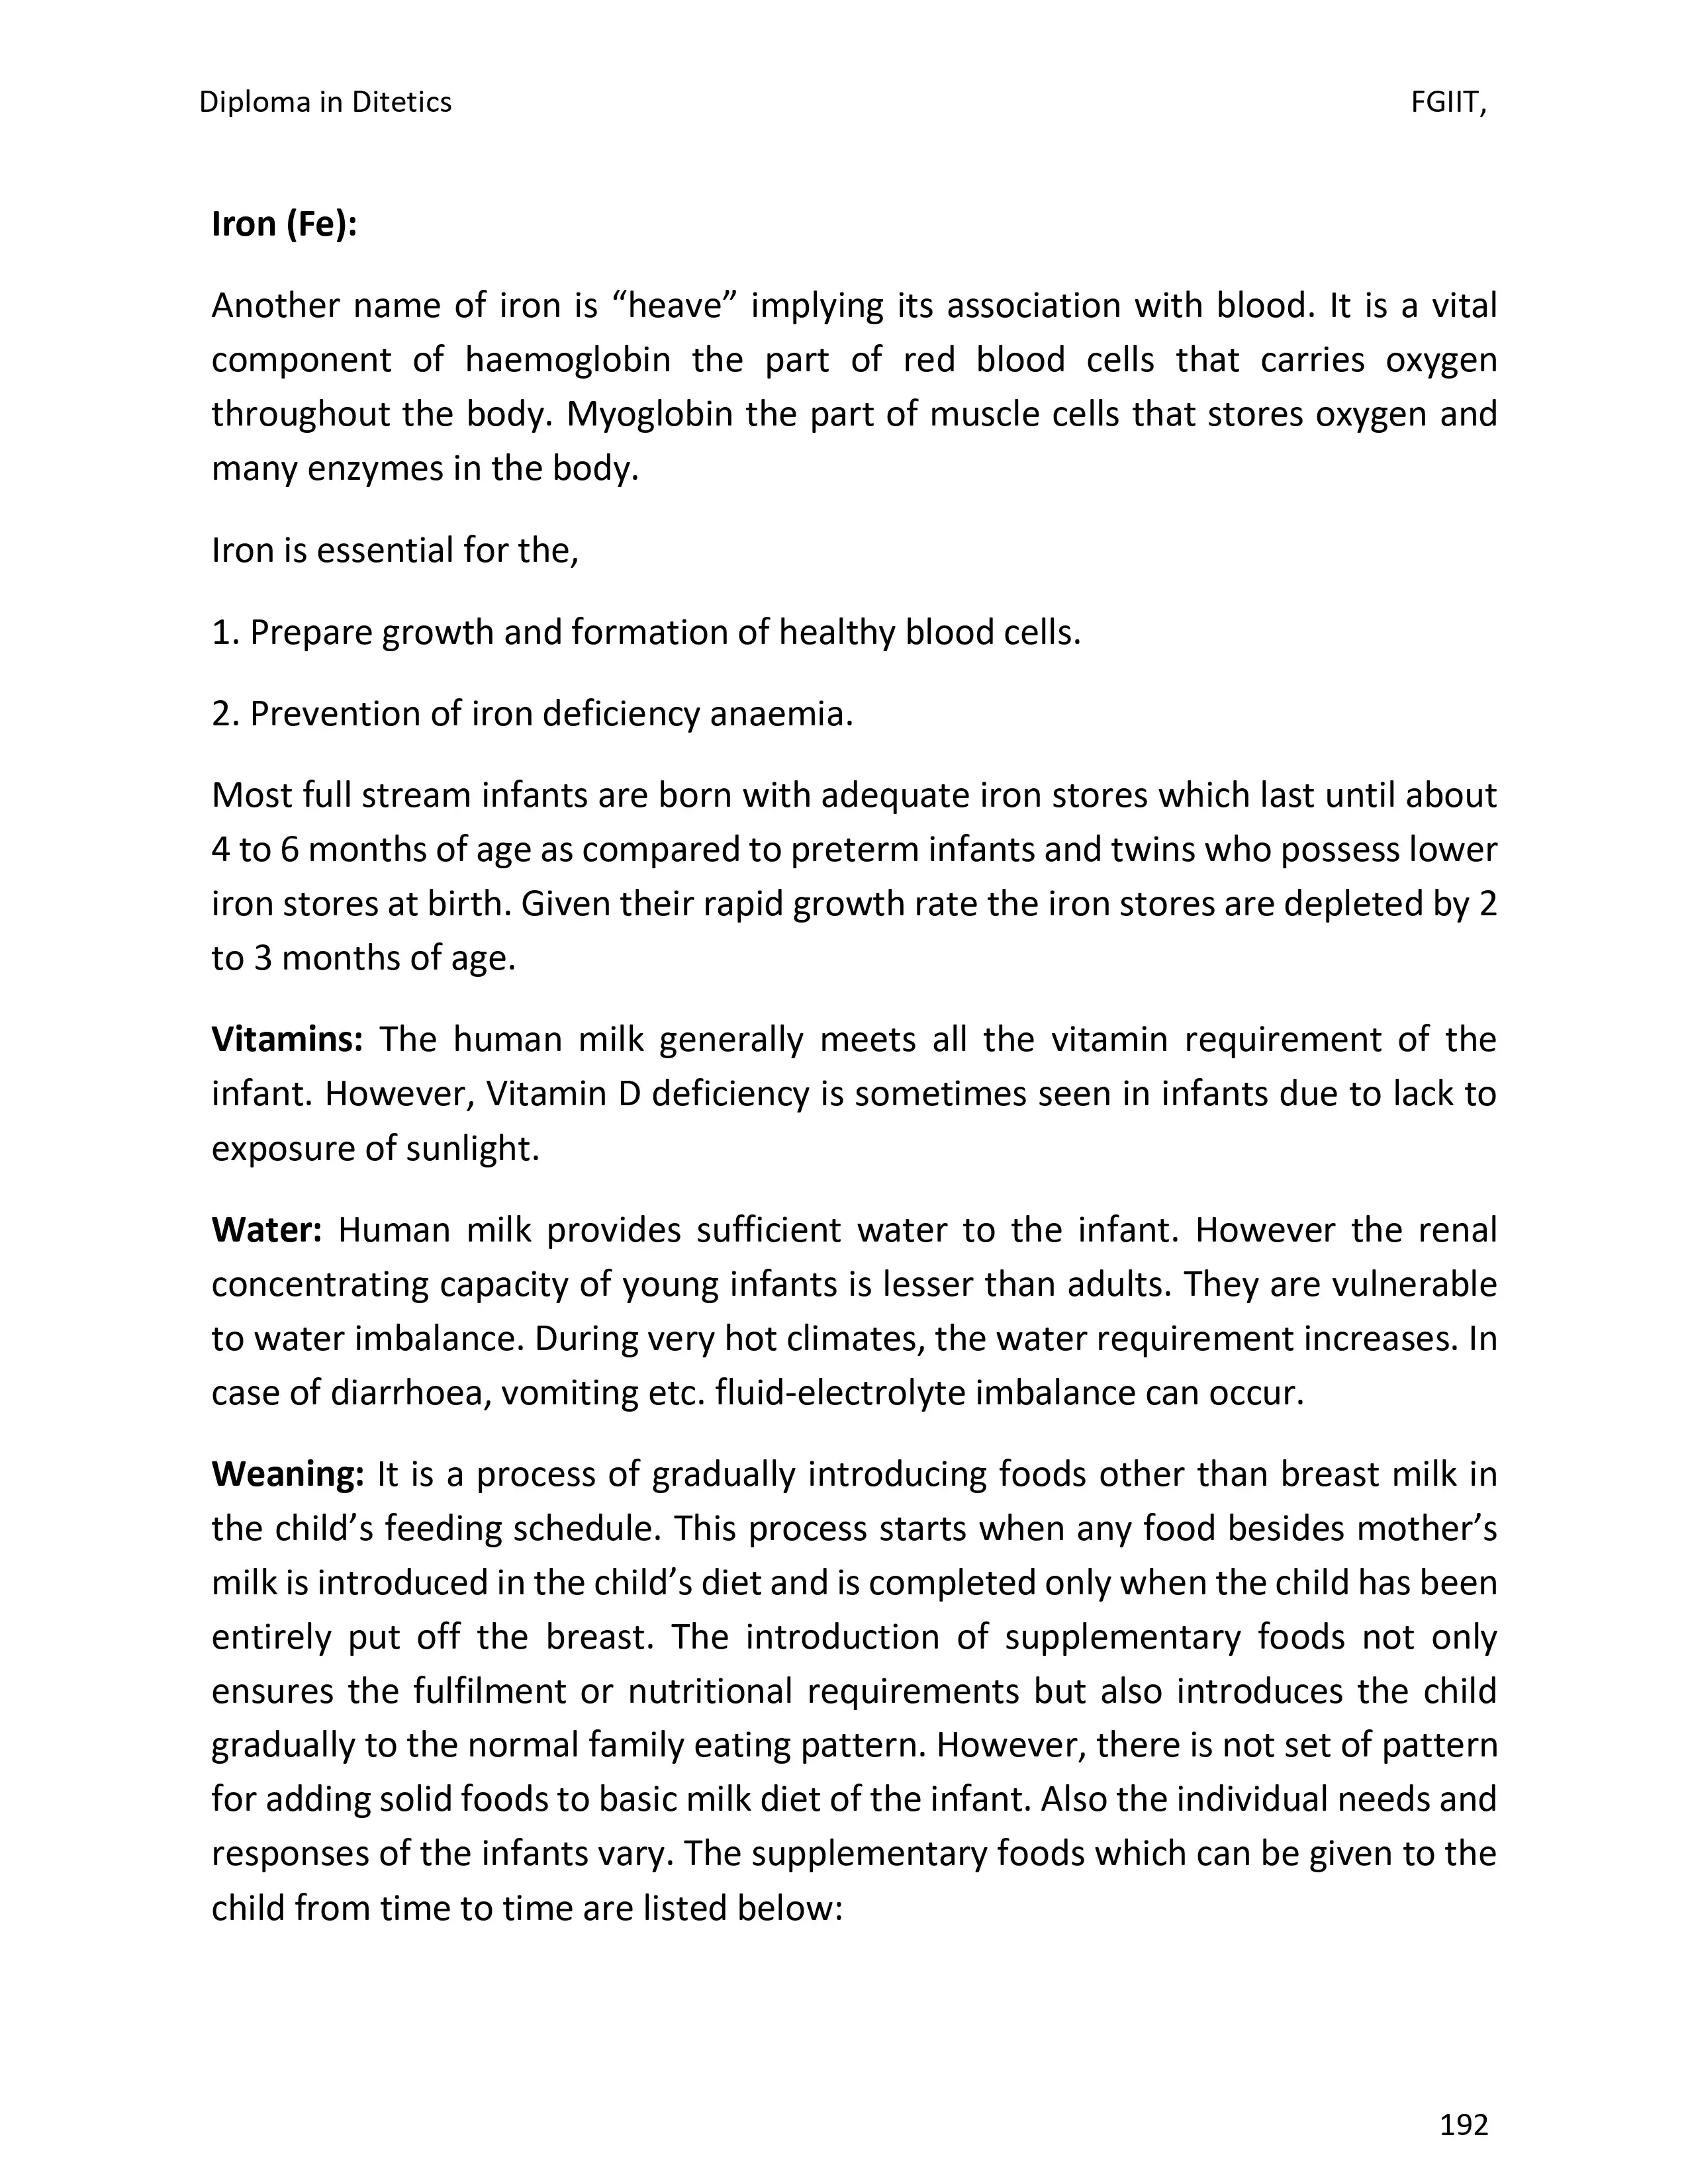 Diploma in Ditetics FGIIT,
Iron (Fe):
Another name of iron is “heave” implying its association with blood. It is a vital
component of haemoglobin the part of red blood cells that carries oxygen
throughout the body. Myoglobin the part of muscle cells that stores oxygen and
many enzymes in the body.
Iron is essential for the,
1. Prepare growth and formation of healthy blood cells.
2. Prevention of iron deficiency anaemia.
Most full stream infants are born with adequate iron stores which last until about
4 to 6 months of age as compared to preterm infants and twins who possess lower
iron stores at birth. Given their rapid growth rate the iron stores are depleted by 2
to 3 months of age.
Vitamins: The human milk generally meets all the vitamin requirement of the
infant. However, Vitamin D deficiency is sometimes seen in infants due to lack to
exposure of sunlight.
Water: Human milk provides sufficient water to the infant. However the renal
concentrating capacity of young infants is lesser than adults. They are vulnerable
to water imbalance. During very hot climates, the water requirement increases. In
case of diarrhoea, vomiting etc. fluid-electrolyte imbalance can occur.
Weaning: It is a process of gradually introducing foods other than breast milk in
the child’s feeding schedule. This process starts when any food besides mother’s
milk is introduced in the child’s diet and is completed only when the child has been
entirely put off the breast. The introduction of supplementary foods not only
ensures the fulfilment or nutritional requirements but also introduces the child
gradually to the normal family eating pattern. However, there is not set of pattern
for adding solid foods to basic milk diet of the infant. Also the individual needs and
responses of the infants vary. The supplementary foods which can be given to the
child from time to time are listed below:
192